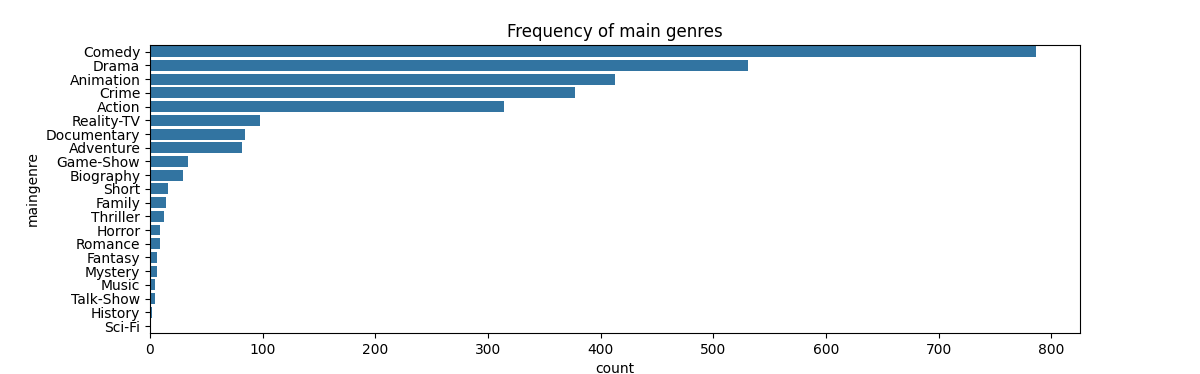 Frequency of main genres
Comedy
Drama
Animation
Crime
Action
Reality-TV
Documentary
Adventure
Game-Show
Biography
Short
Family
Thriller
Horror
Romance
Fantasy
Mystery
Music
Talk-Show
History
Sci-Fi
maingenre
0 100 200 300 400 500 600 700 800
count